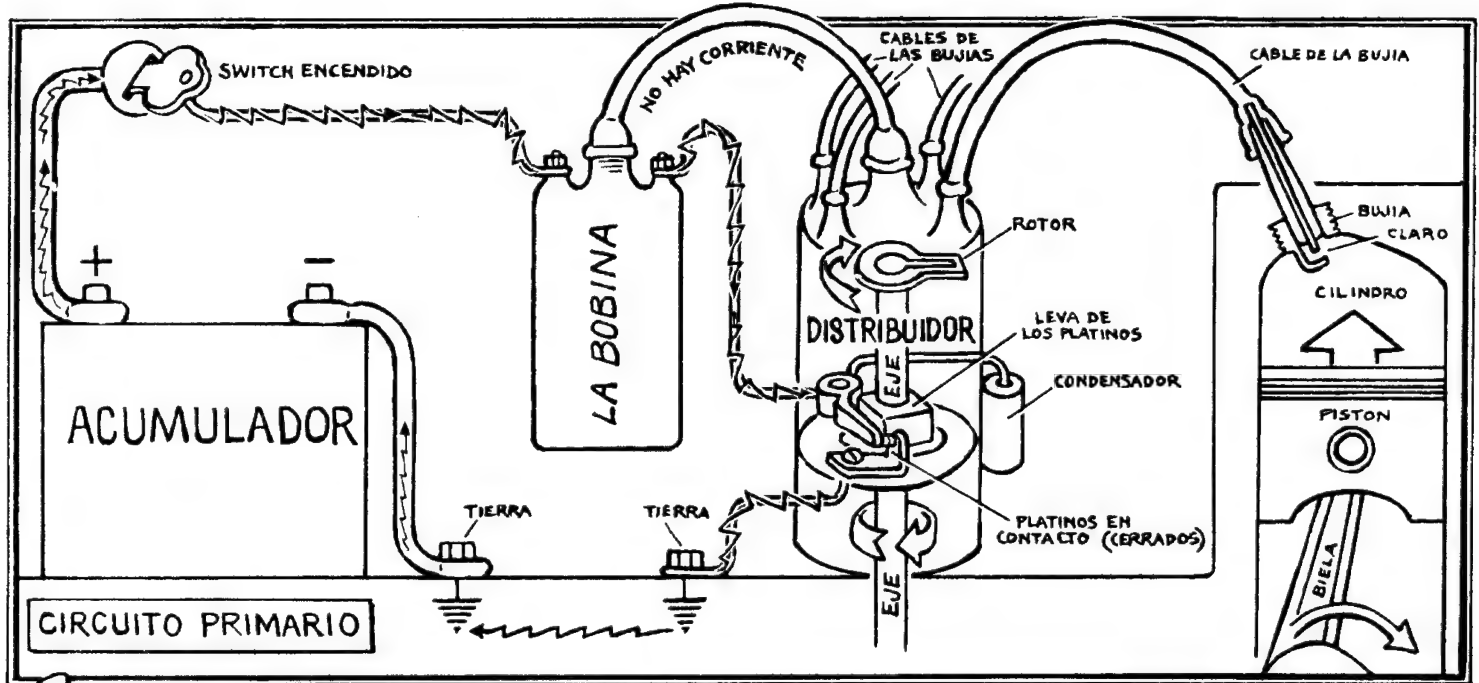 SWITCH ENCENDIDO
NO HAY CORRIENTE
CABLES DE
LAS BUJIAS
CABLE DE LA BUJIA
BUJIA
CLARO
ROTOR
CILINDRO
+
-
LA BOBINA
DISTRIBUIDOR
LEVA DE
LOS PLATINOS
EJE
CONDENSADOR
ACUMULADOR
PISTON
TIERRA
TIERRA
PLATINOS EN
CONTACTO (CERRADOS)
BIELA
EJE
CIRCUITO PRIMARIO